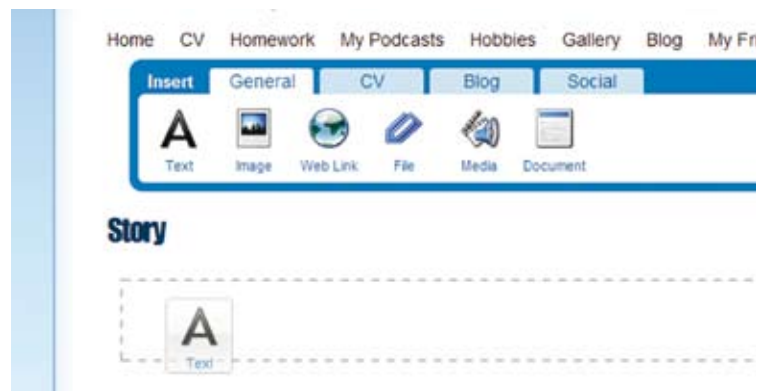 Home CV Homework My Podcasts Hobbies Gallery Blog My
Insert General CV Blog Social
Text Image Web Link File Media Document
Story
Text